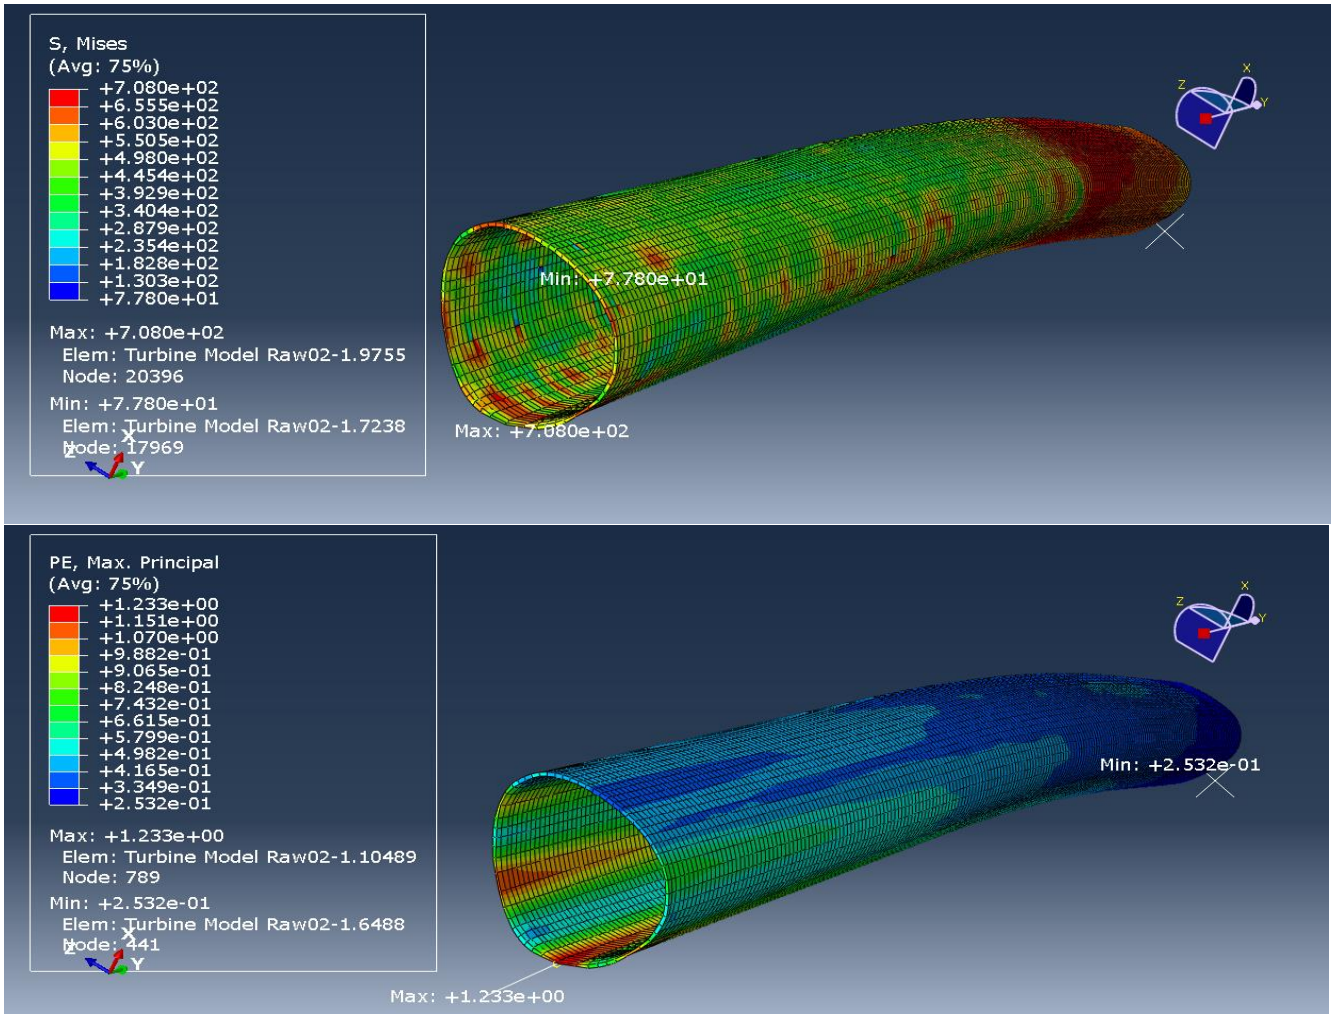 S, Mises
(Avg: 75%)
+7.080e+02
+6.555e+02
+6.030e+02
+5.505e+02
+4.980e+02
+4.454e+02
+3.929e+02
+3.404e+02
+2.879e+02
+2.354e+02
+1.828e+02
+1.303e+02
+7.780e+01
Max: +7.080e+02
Elem: Turbine Model Raw02-1.9755
Node: 20396
Min: +7.780e+01
Elem: Turbine Model Raw02-1.7238
Node: 17969
X
Z
Y
X
Z
Y
Min: +7.780e+01
Max: +7.080e+02
PE, Max. Principal
(Avg: 75%)
+1.233e+00
+1.151e+00
+1.070e+00
+9.882e-01
+9.065e-01
+8.248e-01
+7.432e-01
+6.615e-01
+5.799e-01
+4.982e-01
+4.165e-01
+3.349e-01
+2.532e-01
Max: +1.233e+00
Elem: Turbine Model Raw02-1.10489
Node: 789
Min: +2.532e-01
Elem: Turbine Model Raw02-1.6488
Node: 441
X
Z
Y
X
Z
Y
Min: +2.532e-01
Max: +1.233e+00